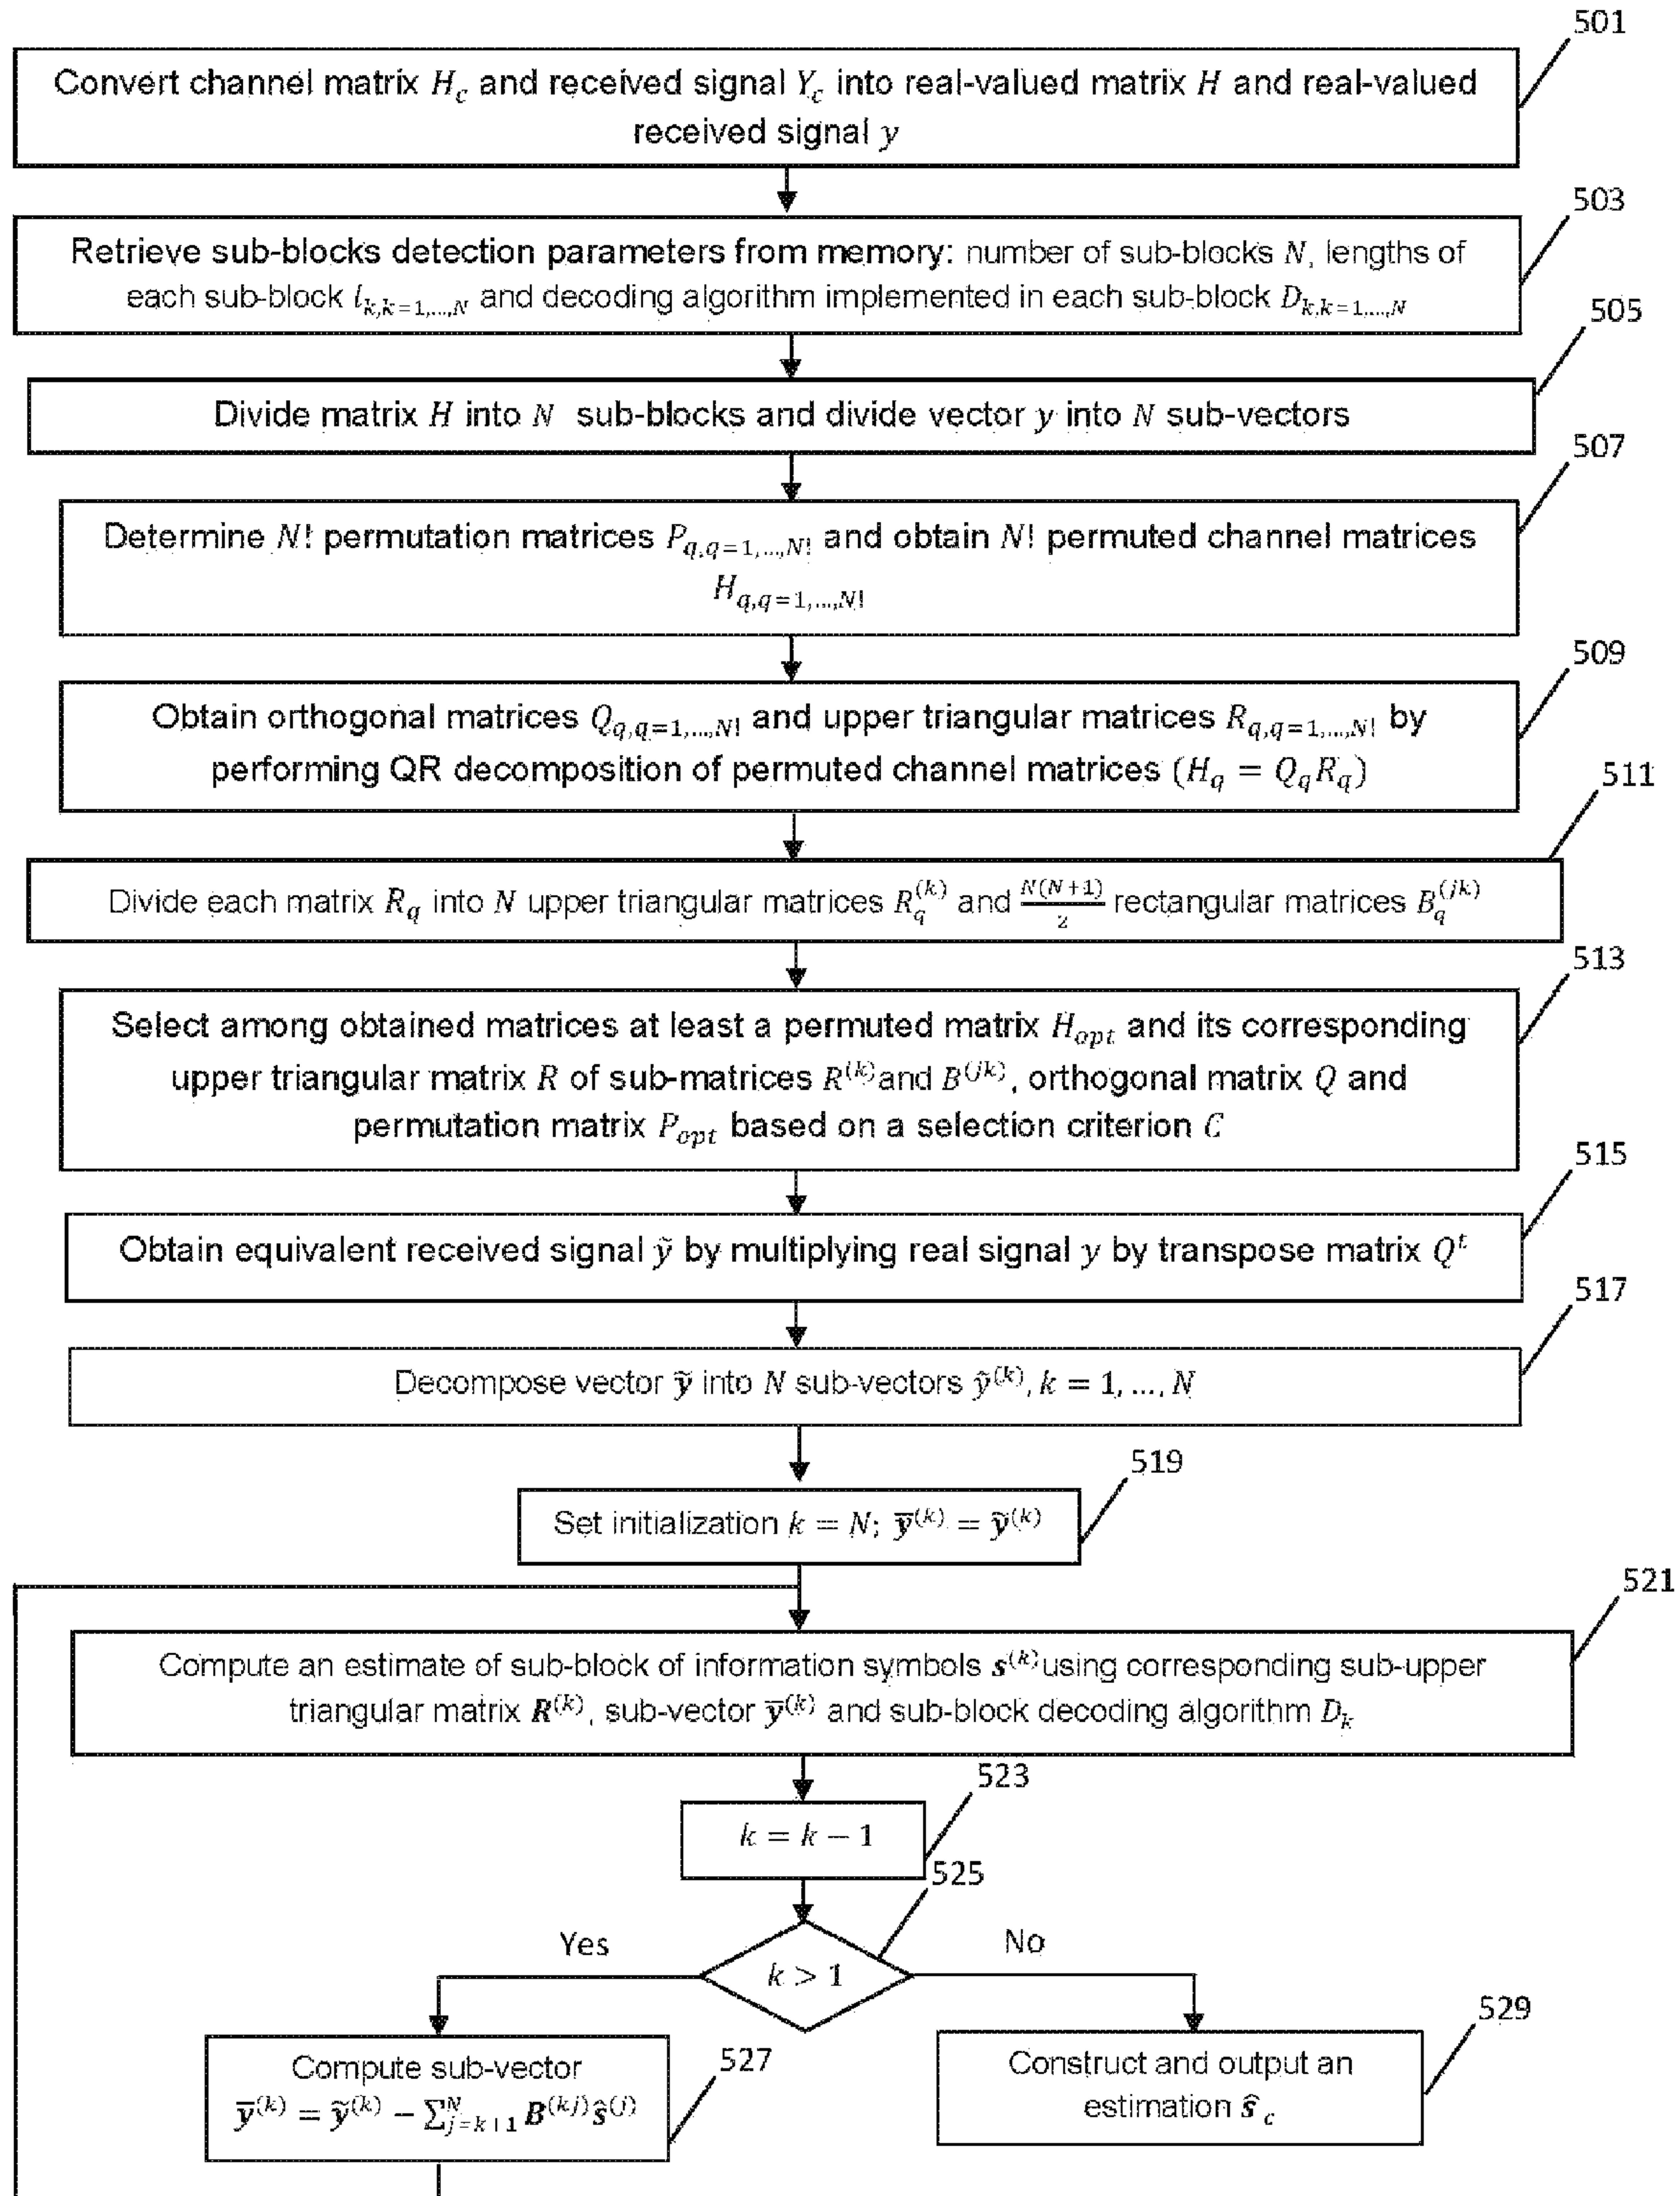 501
Convert channel matrix H_c and received signal Y_c into real-valued matrix H and real-valued
received signal y
503
Retrieve sub-blocks detection parameters from memory: number of sub-blocks N, lengths of
each sub-block l_{k,k=1,...,N} and decoding algorithm implemented in each sub-block D_{k,k=1,...,N}
505
Divide matrix H into N sub-blocks and divide vector y into N sub-vectors
507
Determine N! permutation matrices P_{q,q=1,...,N!} and obtain N! permuted channel matrices
H_{q,q=1,...,N!}
509
Obtain orthogonal matrices Q_{q,q=1,...,N!} and upper triangular matrices R_{q,q=1,...,N!} by
performing QR decomposition of permuted channel matrices (H_q = Q_q R_q)
511
Divide each matrix R_q into N upper triangular matrices R_q^{(k)} and N(N+1)/2 rectangular matrices B_q^{(jk)}
513
Select among obtained matrices at least a permuted matrix H_{opt} and its corresponding
upper triangular matrix R of sub-matrices R^{(k)} and B^{(jk)}, orthogonal matrix Q and
permutation matrix P_{opt} based on a selection criterion C
515
Obtain equivalent received signal ỹ by multiplying real signal y by transpose matrix Q^t
517
Decompose vector ỹ into N sub-vectors ỹ^{(k)}, k = 1, ..., N
519
Set initialization k = N; ȳ^{(k)} = ỹ^{(k)}
521
Compute an estimate of sub-block of information symbols s^{(k)} using corresponding sub-upper
triangular matrix R^{(k)}, sub-vector ȳ^{(k)} and sub-block decoding algorithm D_k
523
k = k − 1
525
Yes
No
k > 1
527
Compute sub-vector
ȳ^{(k)} = ỹ^{(k)} − ∑_{j=k+1}^{N} B^{(kj)} ŝ^{(j)}
529
Construct and output an
estimation ŝ_c